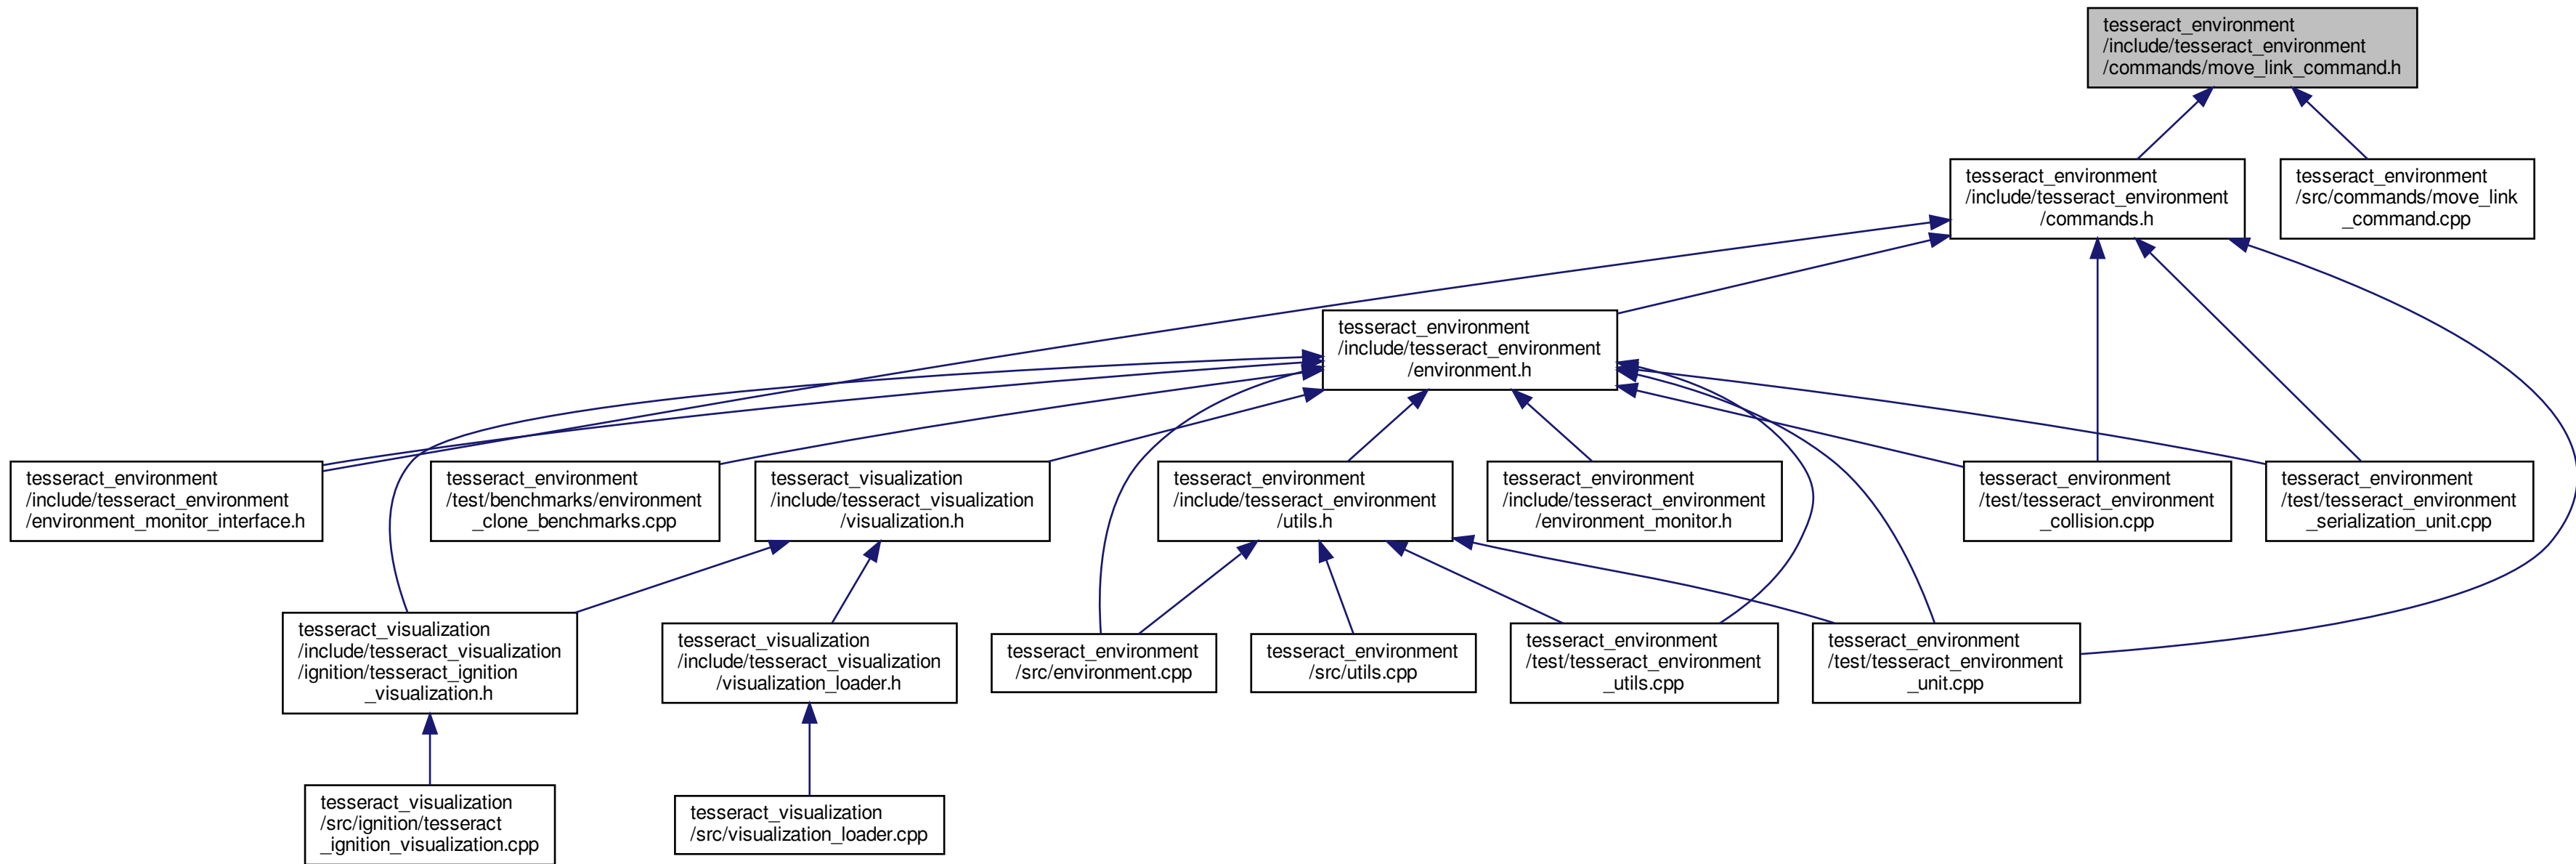 tesseract_environment
/include/tesseract_environment
/commands/move_link_command.h
tesseract_environment
/include/tesseract_environment
/commands.h
tesseract_environment
/src/commands/move_link
_command.cpp
tesseract_environment
/include/tesseract_environment
/environment.h
tesseract_environment
/include/tesseract_environment
/environment_monitor_interface.h
tesseract_environment
/test/benchmarks/environment
_clone_benchmarks.cpp
tesseract_visualization
/include/tesseract_visualization
/visualization.h
tesseract_environment
/include/tesseract_environment
/utils.h
tesseract_environment
/include/tesseract_environment
/environment_monitor.h
tesseract_environment
/test/tesseract_environment
_collision.cpp
tesseract_environment
/test/tesseract_environment
_serialization_unit.cpp
tesseract_visualization
/include/tesseract_visualization
/ignition/tesseract_ignition
_visualization.h
tesseract_visualization
/include/tesseract_visualization
/visualization_loader.h
tesseract_environment
/src/environment.cpp
tesseract_environment
/src/utils.cpp
tesseract_environment
/test/tesseract_environment
_utils.cpp
tesseract_environment
/test/tesseract_environment
_unit.cpp
tesseract_visualization
/src/ignition/tesseract
_ignition_visualization.cpp
tesseract_visualization
/src/visualization_loader.cpp